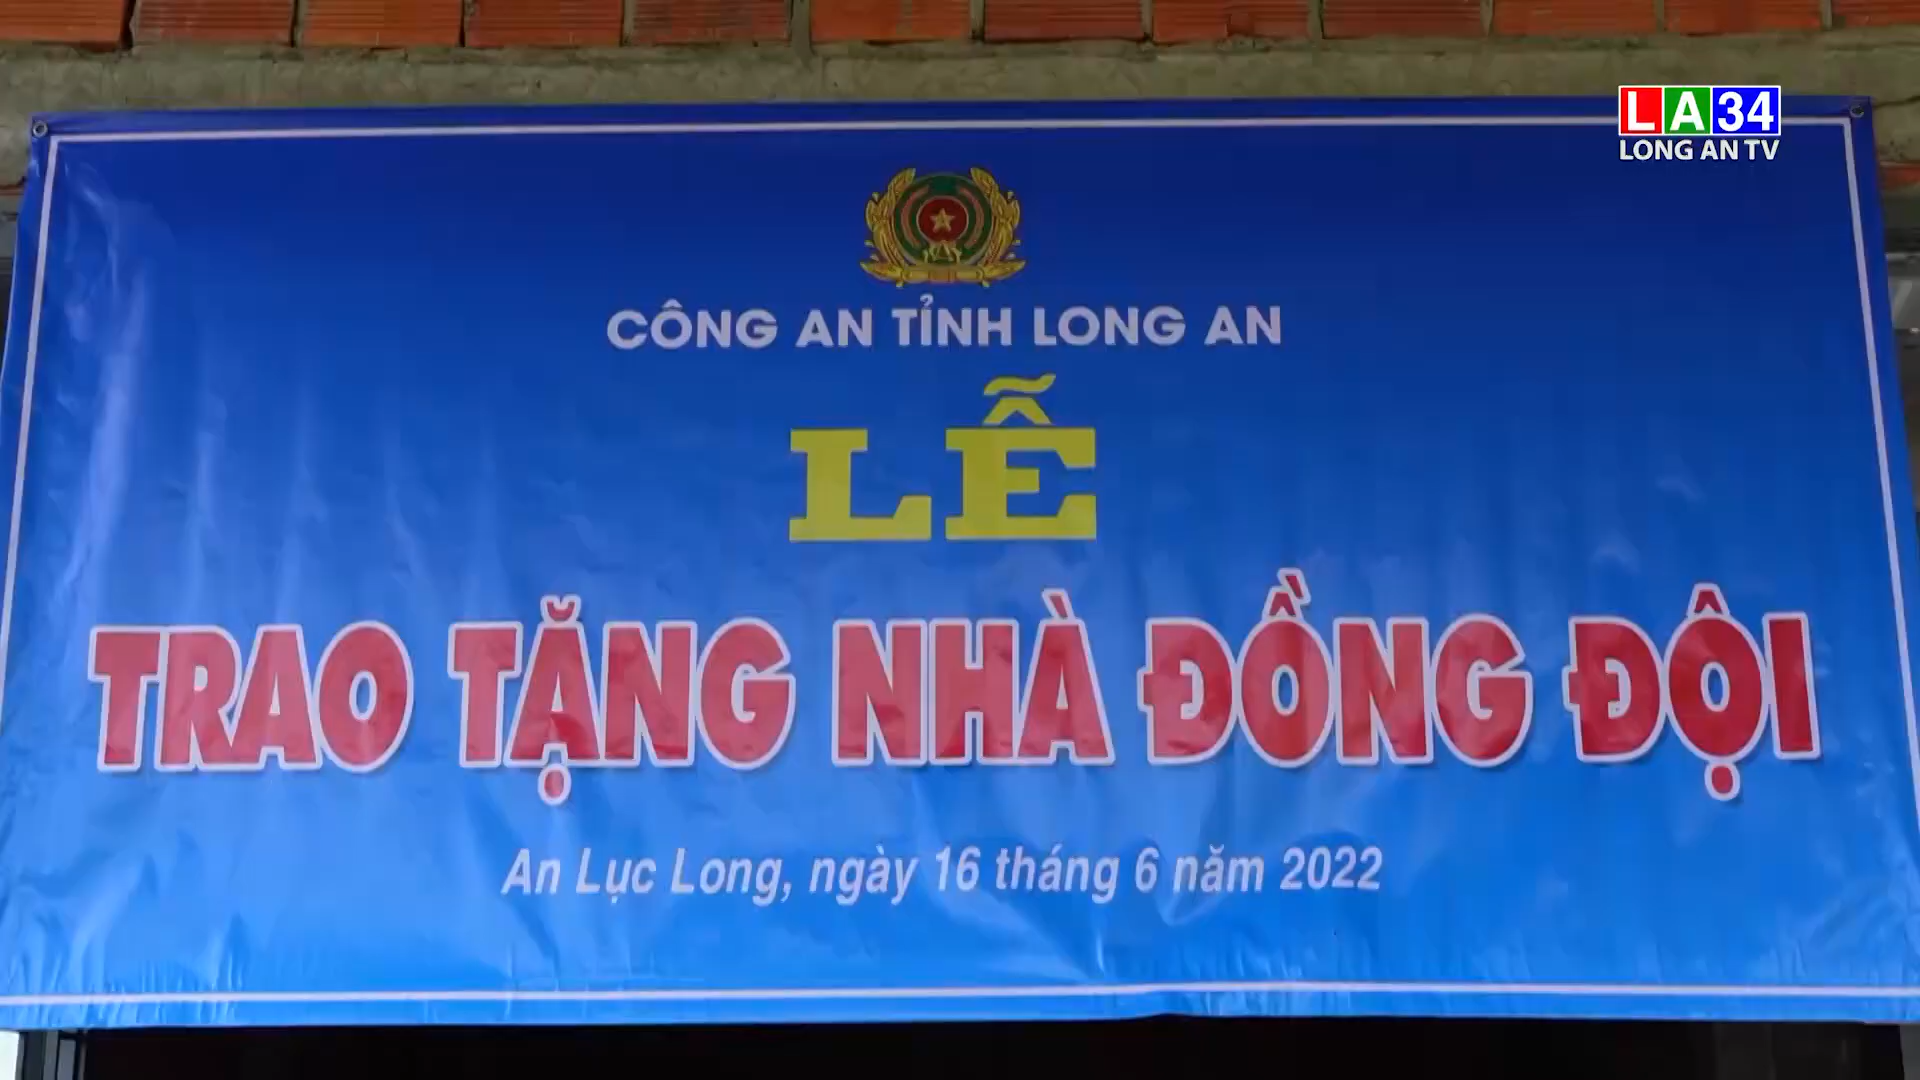 LA34
LONG AN TV
CÔNG AN TỈNH LONG AN
LỄ
TRAO TẶNG NHÀ ĐỒNG ĐỘI
An Lục Long, ngày 16 tháng 6 năm 2022